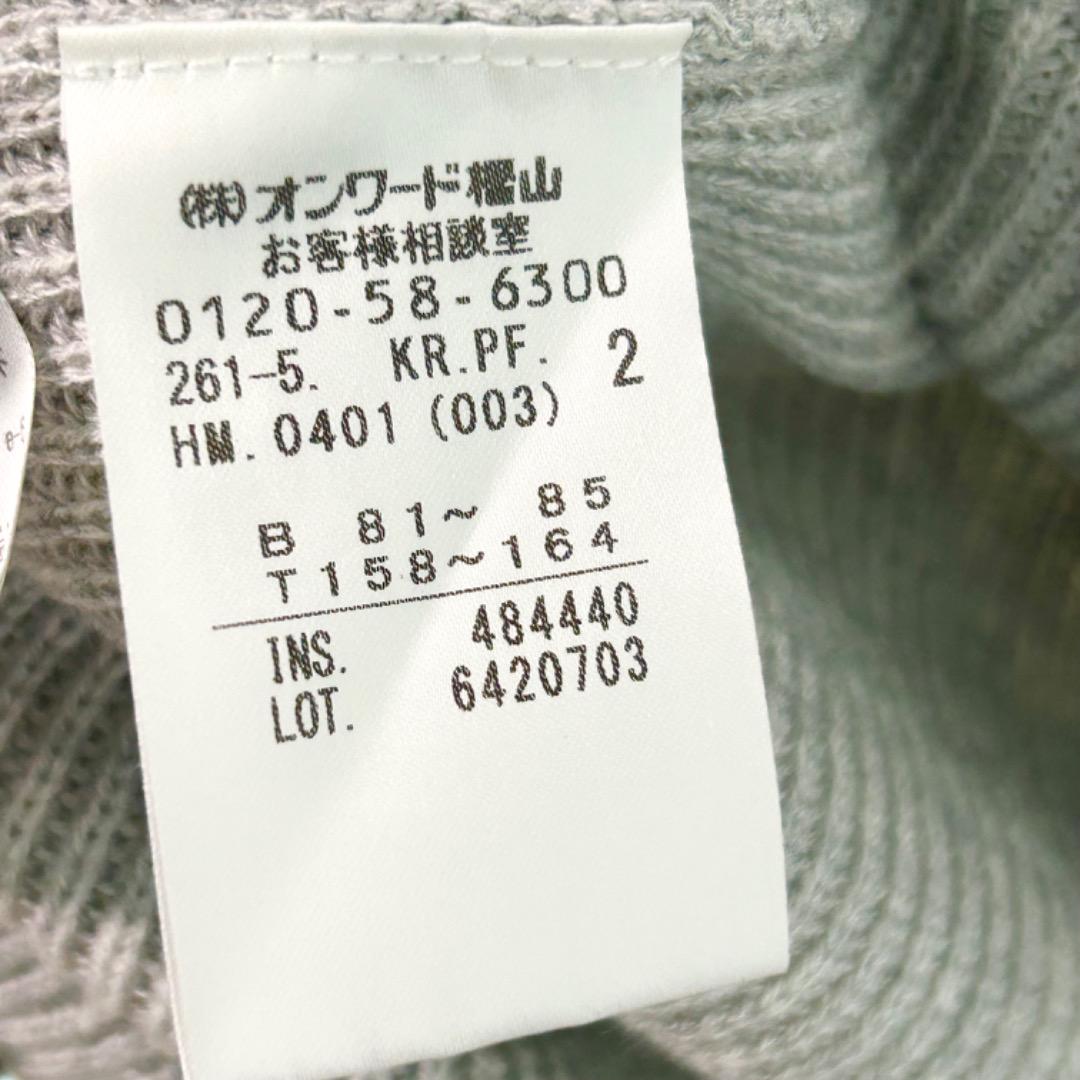 ㈱オンワード樫山
お客様相談室
0120-58-6300
261-5. KR.PF. 2
HM. 0401 (003)
B 81~ 85
T158~164
INS. 484440
LOT. 6420703